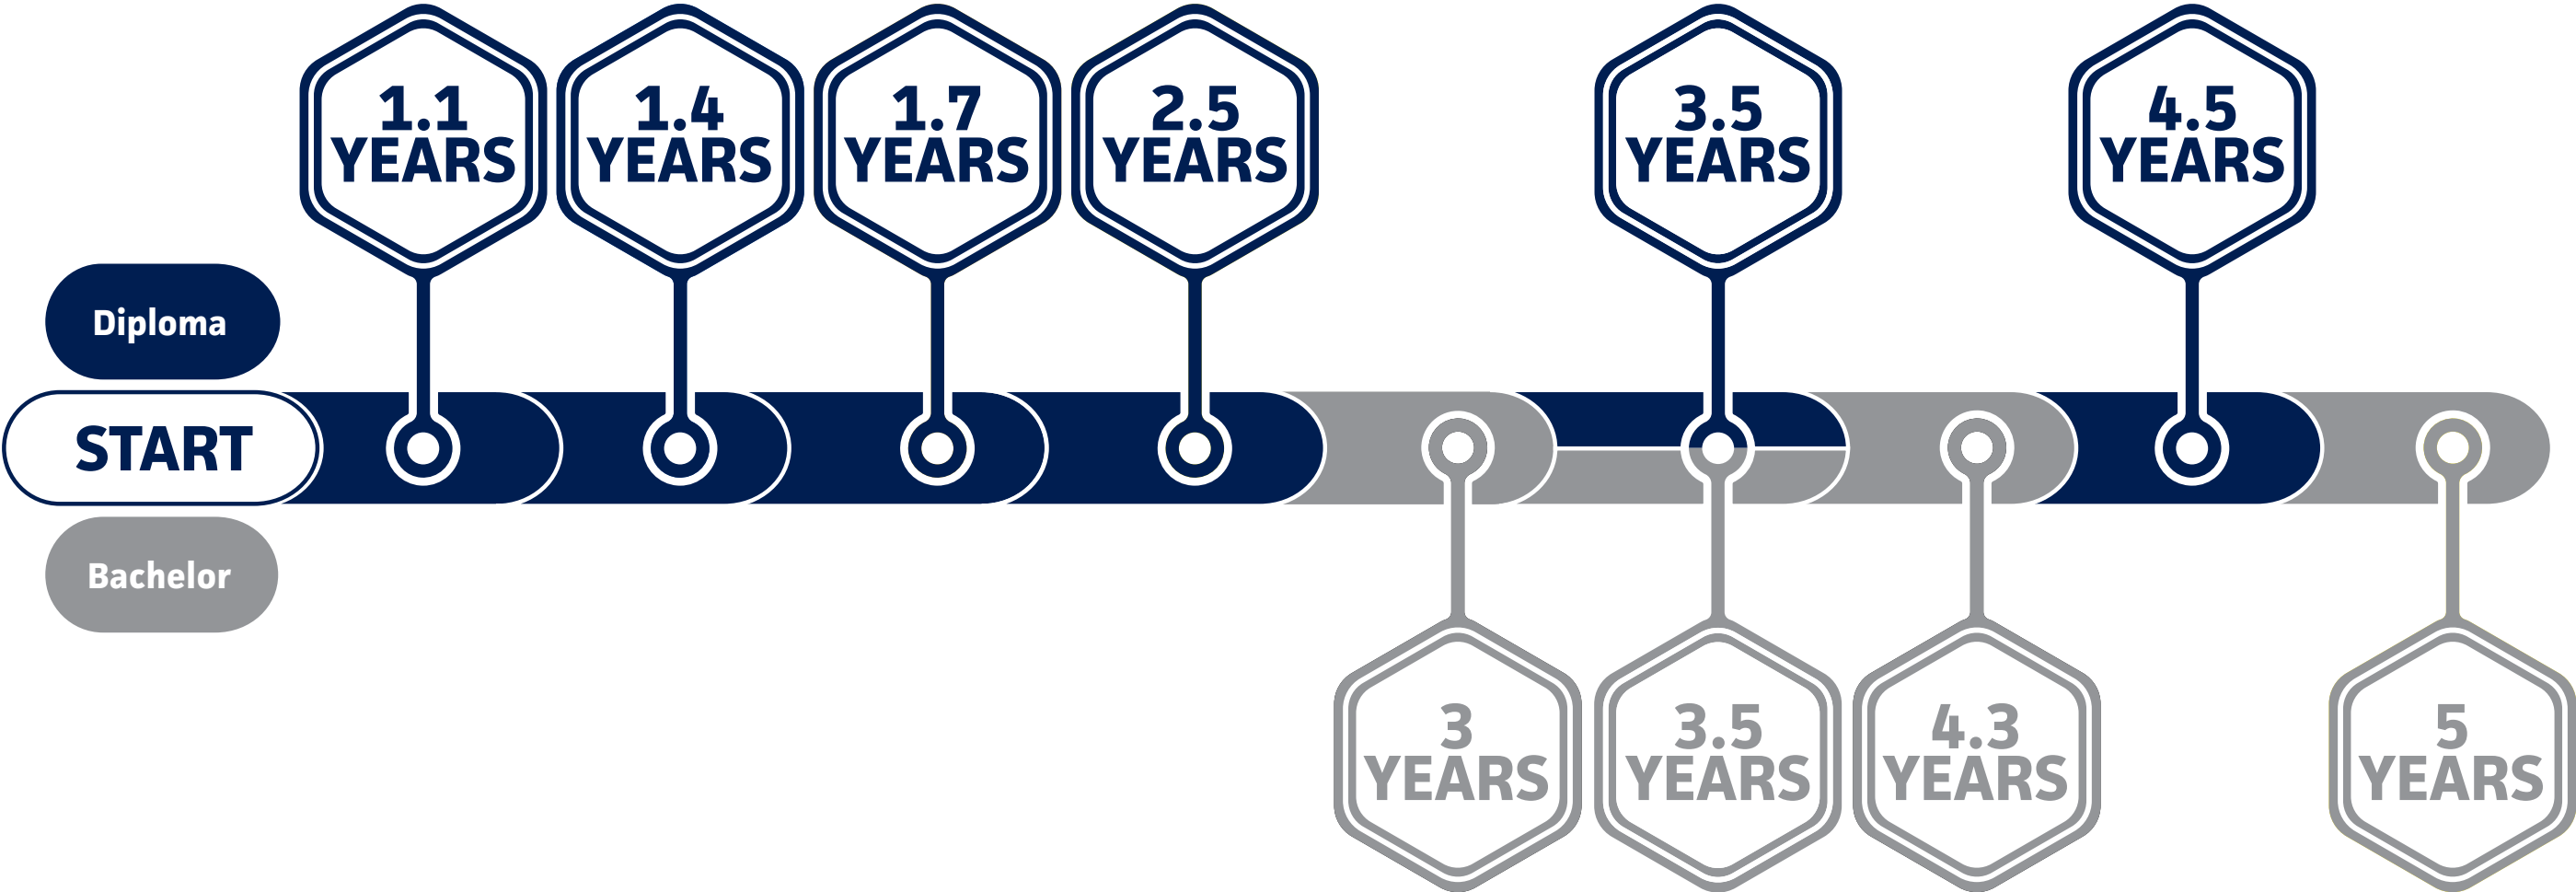 1.1
YEARS
1.4
YEARS
1.7
YEARS
2.5
YEARS
3.5
YEARS
4.5
YEARS
Diploma
START
Bachelor
3
YEARS
3.5
YEARS
4.3
YEARS
5
YEARS